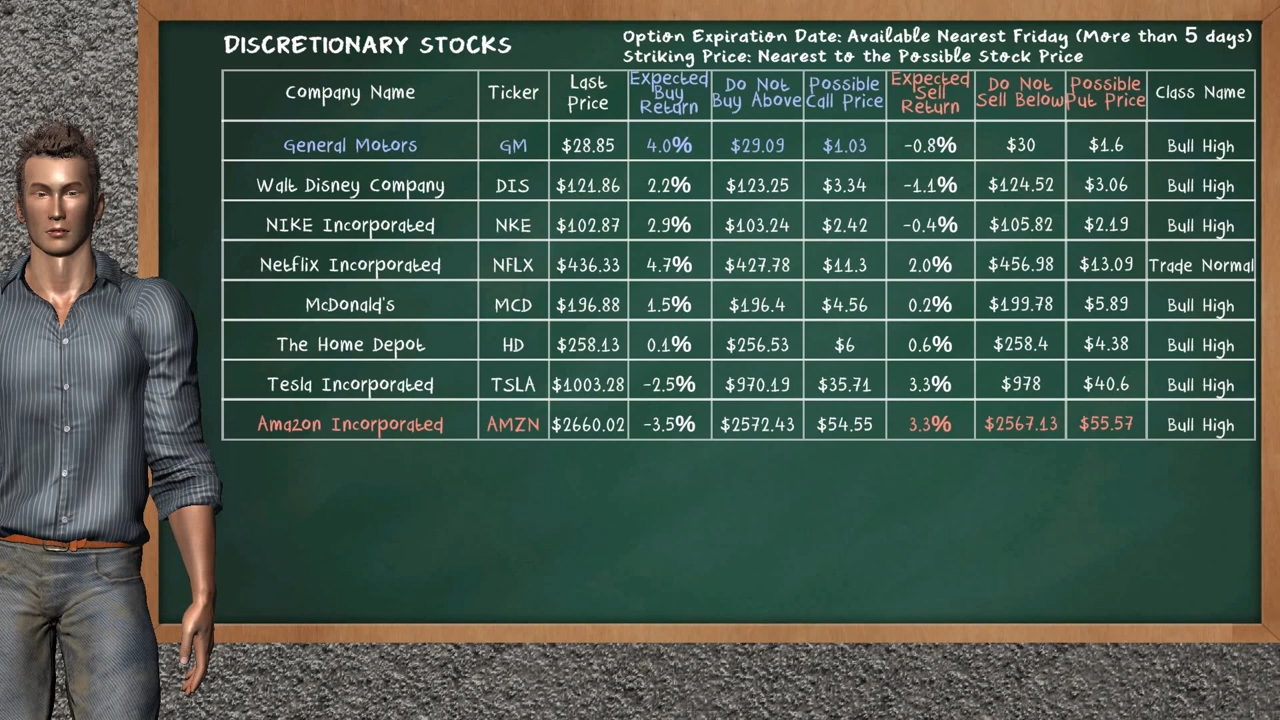 DISCRETIONARY STOCKS
Option Expiration Date: Available Nearest Friday (More than 5 days)
Striking Price: Nearest to the Possible Stock Price
Company Name Ticker Last Price Expected Buy Return Do Not Buy Above Possible Call Price Expected Sell Return Do Not Sell Below Possible Put Price Class Name
General Motors GM $28.85 4.0% $29.09 $1.03 -0.8% $30 $1.6 Bull High
Walt Disney Company DIS $121.86 2.2% $123.25 $3.34 -1.1% $124.52 $3.06 Bull High
NIKE Incorporated NKE $102.87 2.9% $103.24 $2.42 -0.4% $105.82 $2.19 Bull High
Netflix Incorporated NFLX $436.33 4.7% $427.78 $11.3 2.0% $456.98 $13.09 Trade Normal
McDonald's MCD $196.88 1.5% $196.4 $4.56 0.2% $199.78 $5.89 Bull High
The Home Depot HD $258.13 0.1% $256.53 $6 0.6% $258.4 $4.38 Bull High
Tesla Incorporated TSLA $1003.28 -2.5% $970.19 $35.71 3.3% $978 $40.6 Bull High
Amazon Incorporated AMZN $2660.02 -3.5% $2572.43 $54.55 3.3% $2567.13 $55.57 Bull High